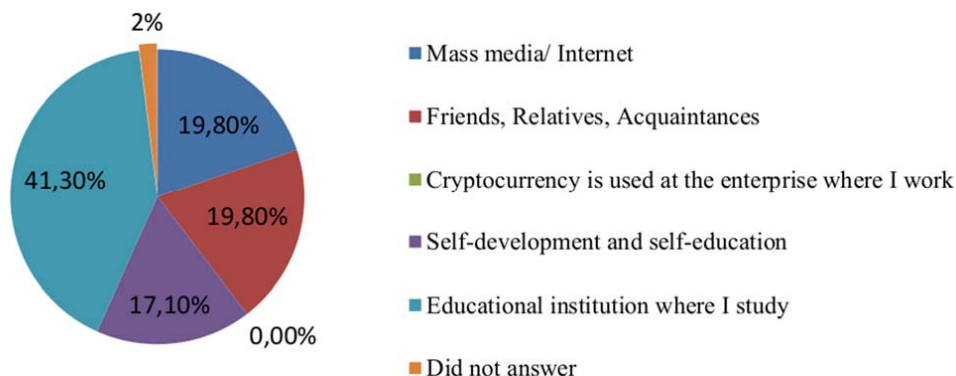 2%
19,80%
41,30%
19,80%
17,10%
0,00%
Mass media/ Internet
Friends, Relatives, Acquaintances
Cryptocurrency is used at the enterprise where I work
Self-development and self-education
Educational institution where I study
Did not answer